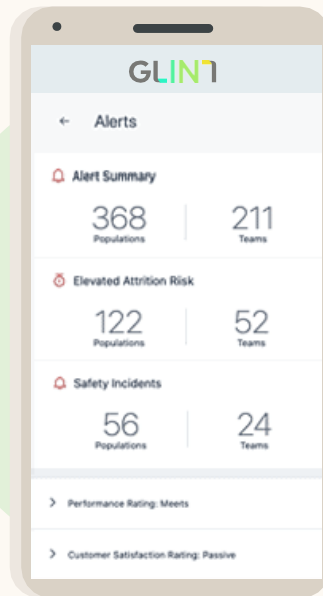 GLINT
Alerts
Alert Summary
368 211
Populations Teams
Elevated Attrition Risk
122 52
Populations Teams
Safety Incidents
56 24
Populations Teams
Performance Rating: Meets
Customer Satisfaction Rating: Passive